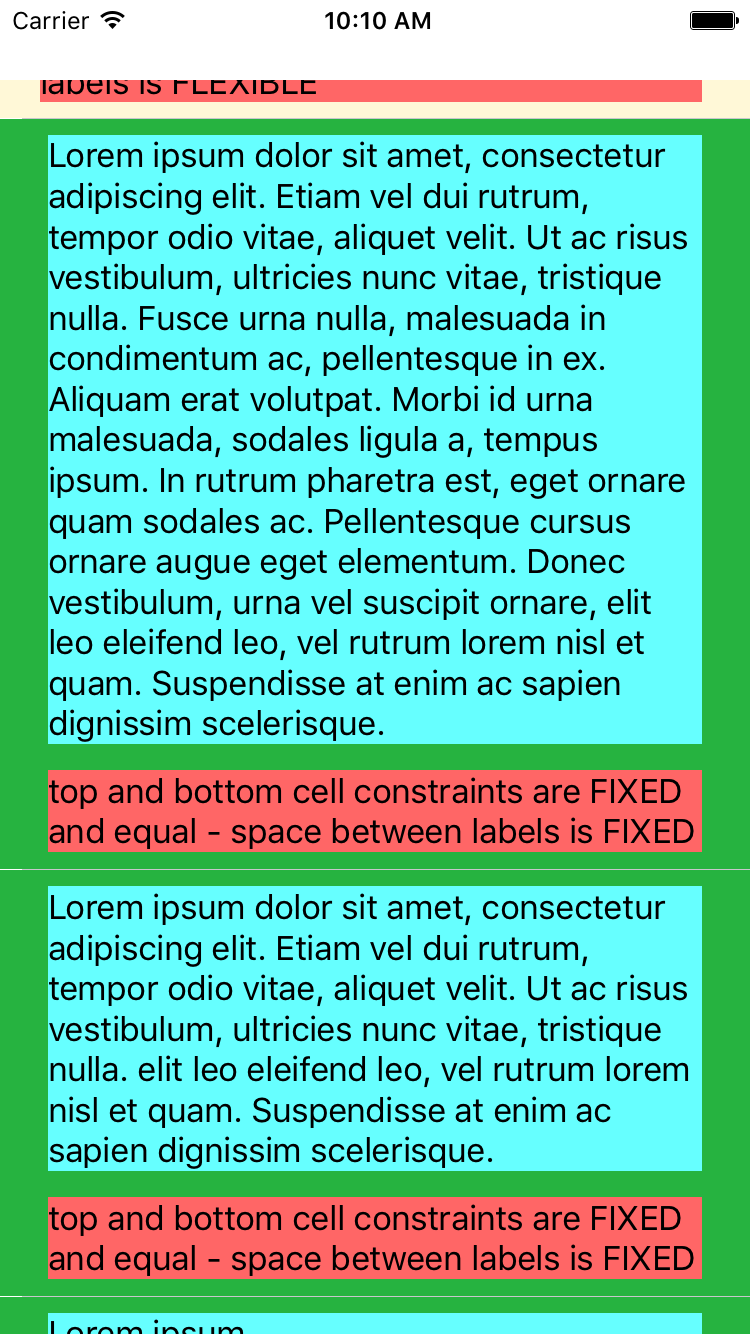 Carrier 10:10 AM
labels is FLEXIBLE
Lorem ipsum dolor sit amet, consectetur
adipiscing elit. Etiam vel dui rutrum,
tempor odio vitae, aliquet velit. Ut ac risus
vestibulum, ultricies nunc vitae, tristique
nulla. Fusce urna nulla, malesuada in
condimentum ac, pellentesque in ex.
Aliquam erat volutpat. Morbi id urna
malesuada, sodales ligula a, tempus
ipsum. In rutrum pharetra est, eget ornare
quam sodales ac. Pellentesque cursus
ornare augue eget elementum. Donec
vestibulum, urna vel suscipit ornare, elit
leo eleifend leo, vel rutrum lorem nisl et
quam. Suspendisse at enim ac sapien
dignissim scelerisque.
top and bottom cell constraints are FIXED
and equal - space between labels is FIXED
Lorem ipsum dolor sit amet, consectetur
adipiscing elit. Etiam vel dui rutrum,
tempor odio vitae, aliquet velit. Ut ac risus
vestibulum, ultricies nunc vitae, tristique
nulla. elit leo eleifend leo, vel rutrum lorem
nisl et quam. Suspendisse at enim ac
sapien dignissim scelerisque.
top and bottom cell constraints are FIXED
and equal - space between labels is FIXED
Lorem ipsum